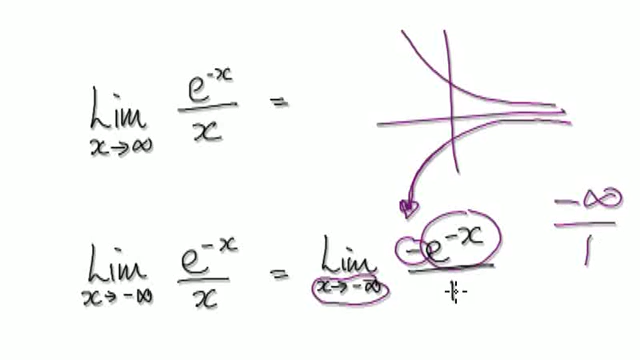 Lim x→∞ e^-x / x =
Lim x→-∞ e^-x / x = Lim x→-∞ -e^-x / 1
-∞ / 1